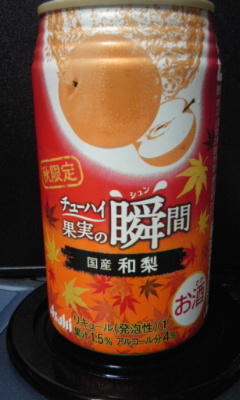 秋限定
チューハイ
果実の瞬間
シュン
国産 和梨
お酒
Asahi
リキュール(発泡性)①
果汁1.5% アルコール分4%